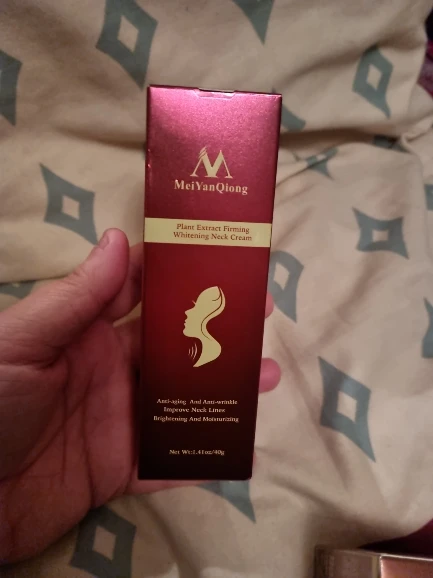 MeiYanQiong
Plant Extract Firming
Whitening Neck Cream
Anti-aging And Anti-wrinkle
Improve Neck Lines
Brightening And Moisturizing
Net Wt:1.41oz/40g